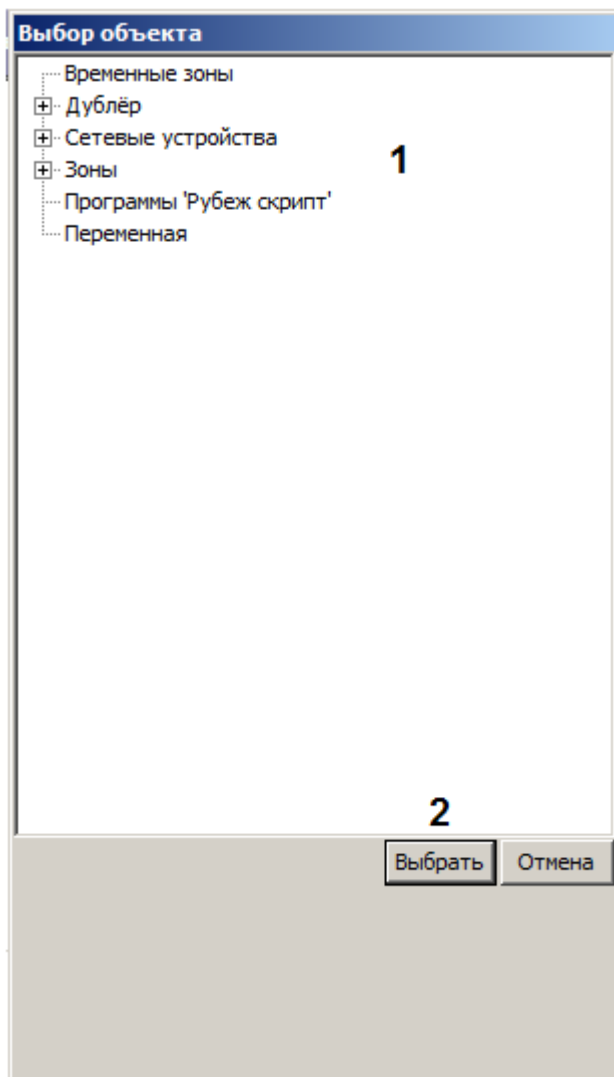 Выбор объекта
Временные зоны
Дублёр
Сетевые устройства
Зоны
1
Программы 'Рубеж скрипт'
Переменная
2
Выбрать Отмена